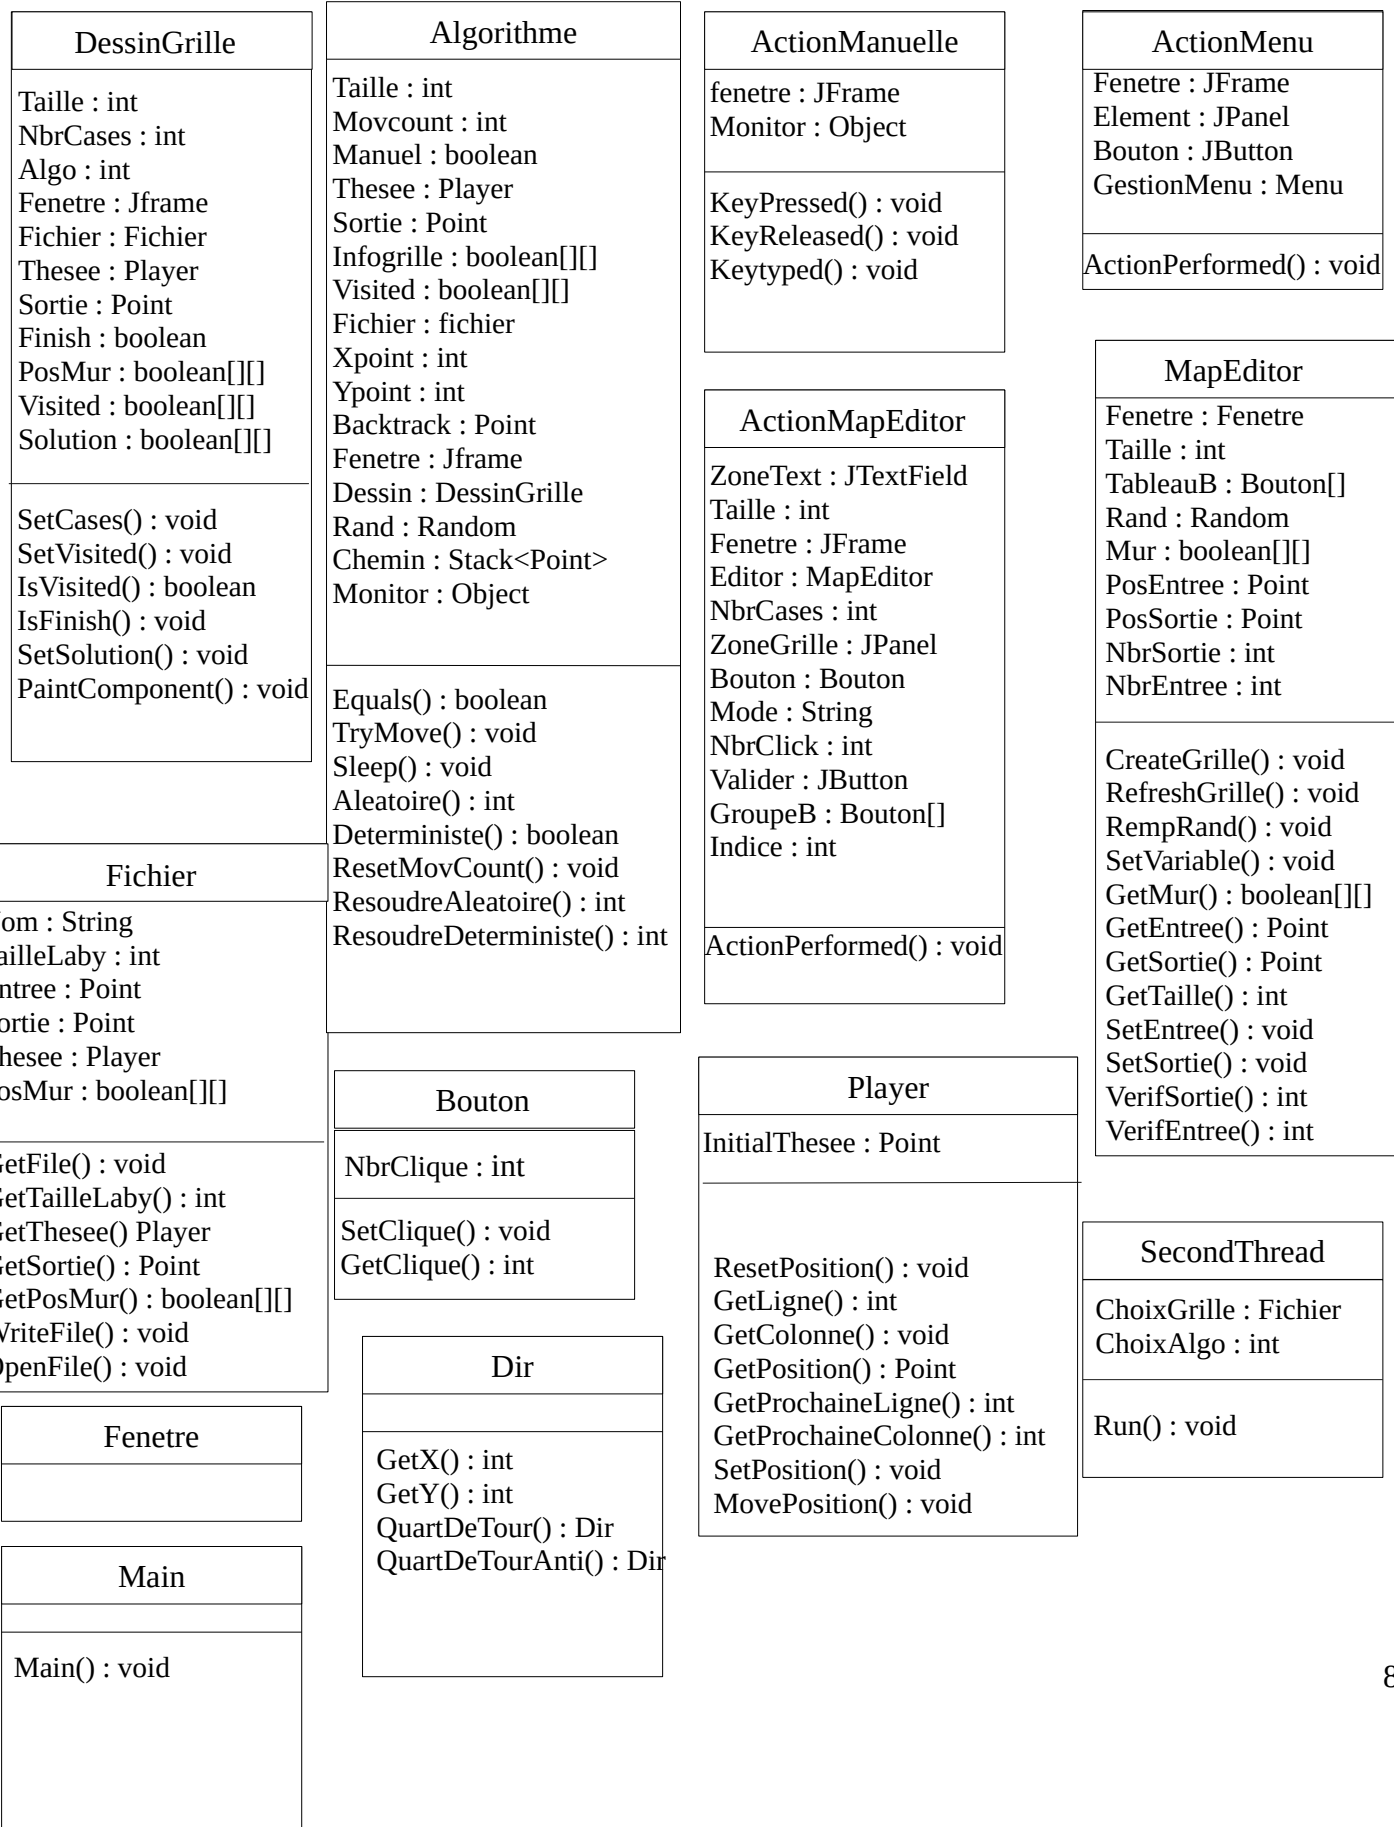 DessinGrille
Taille : int
NbrCases : int
Algo : int
Fenetre : Jframe
Fichier : Fichier
Thesee : Player
Sortie : Point
Finish : boolean
PosMur : boolean[][]
Visited : boolean[][]
Solution : boolean[][]
SetCases() : void
SetVisited() : void
IsVisited() : boolean
IsFinish() : void
SetSolution() : void
PaintComponent() : void
Algorithme
Taille : int
Movcount : int
Manuel : boolean
Thesee : Player
Sortie : Point
Infogrille : boolean[][]
Visited : boolean[][]
Fichier : fichier
Xpoint : int
Ypoint : int
Backtrack : Point
Fenetre : Jframe
Dessin : DessinGrille
Rand : Random
Chemin : Stack<Point>
Monitor : Object
Equals() : boolean
TryMove() : void
Sleep() : void
Aleatoire() : int
Deterministe() : boolean
ResetMovCount() : void
ResoudreAleatoire() : int
ResoudreDeterministe() : int
ActionManuelle
fenetre : JFrame
Monitor : Object
KeyPressed() : void
KeyReleased() : void
Keytyped() : void
ActionMenu
Fenetre : JFrame
Element : JPanel
Bouton : JButton
GestionMenu : Menu
ActionPerformed() : void
ActionMapEditor
ZoneText : JTextField
Taille : int
Fenetre : JFrame
Editor : MapEditor
NbrCases : int
ZoneGrille : JPanel
Bouton : Bouton
Mode : String
NbrClick : int
Valider : JButton
GroupeB : Bouton[]
Indice : int
ActionPerformed() : void
MapEditor
Fenetre : Fenetre
Taille : int
TableauB : Bouton[]
Rand : Random
Mur : boolean[][]
PosEntree : Point
PosSortie : Point
NbrSortie : int
NbrEntree : int
CreateGrille() : void
RefreshGrille() : void
RempRand() : void
SetVariable() : void
GetMur() : boolean[][]
GetEntree() : Point
GetSortie() : Point
GetTaille() : int
SetEntree() : void
SetSortie() : void
VerifSortie() : int
VerifEntree() : int
Fichier
om : String
ailleLaby : int
ntree : Point
ortie : Point
hesee : Player
osMur : boolean[][]
etFile() : void
etTailleLaby() : int
etThesee() Player
etSortie() : Point
etPosMur() : boolean[][]
riteFile() : void
penFile() : void
Bouton
NbrClique : int
SetClique() : void
GetClique() : int
Player
InitialThesee : Point
ResetPosition() : void
GetLigne() : int
GetColonne() : void
GetPosition() : Point
GetProchaineLigne() : int
GetProchaineColonne() : int
SetPosition() : void
MovePosition() : void
SecondThread
ChoixGrille : Fichier
ChoixAlgo : int
Run() : void
Dir
GetX() : int
GetY() : int
QuartDeTour() : Dir
QuartDeTourAnti() : Dir
Fenetre
Main
Main() : void
8